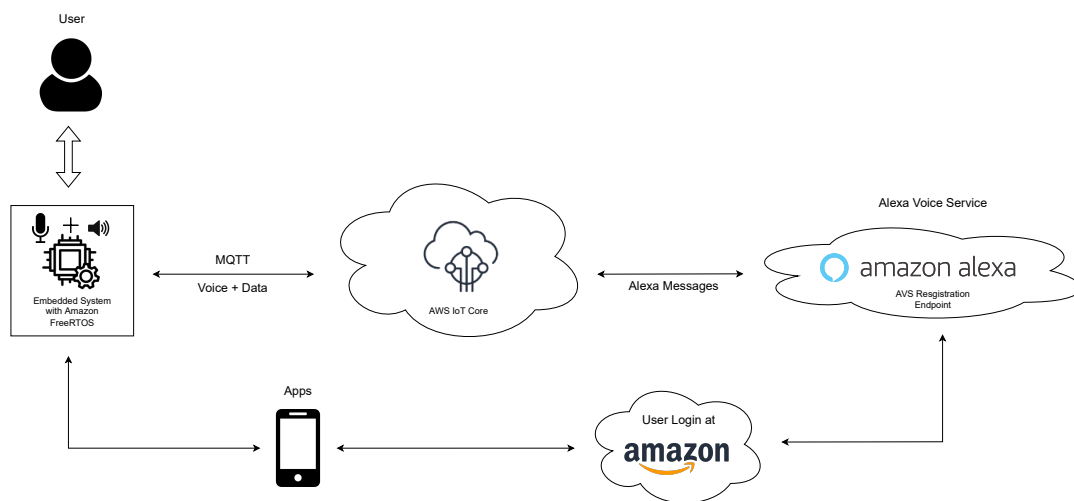 User
Alexa Voice Service
amazon alexa
AVS Resgistration
Endpoint
MQTT
Voice + Data
AWS IoT Core
Alexa Messages
Embedded System
with Amazon
FreeRTOS
Apps
User Login at
amazon